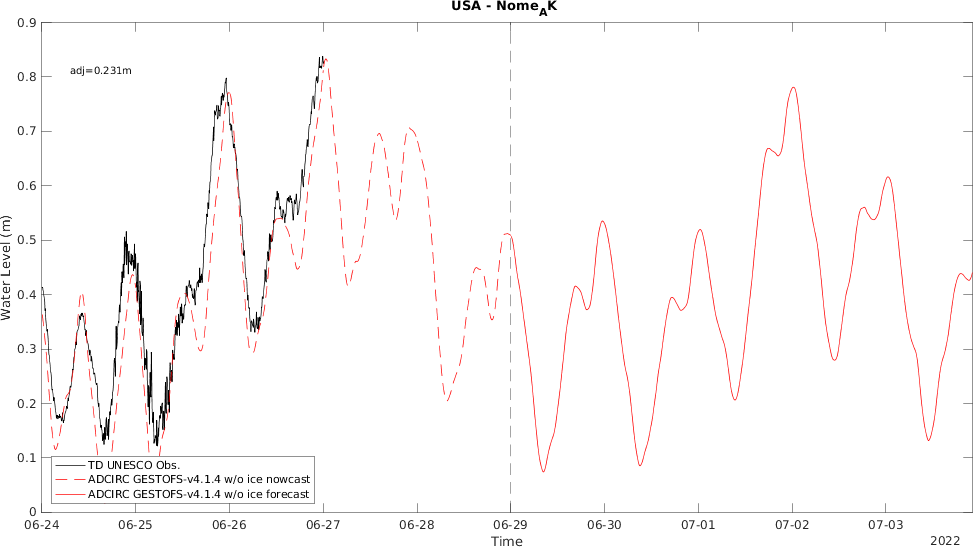 USA - Nome_AK
0.9
0.8
0.7
0.6
0.5
0.4
0.3
0.2
0.1
0
Water Level (m)
adj=0.231m
TD UNESCO Obs.
ADCIRC GESTOFS-v4.1.4 w/o ice nowcast
ADCIRC GESTOFS-v4.1.4 w/o ice forecast
06-24 06-25 06-26 06-27 06-28 06-29 06-30 07-01 07-02 07-03
Time
2022